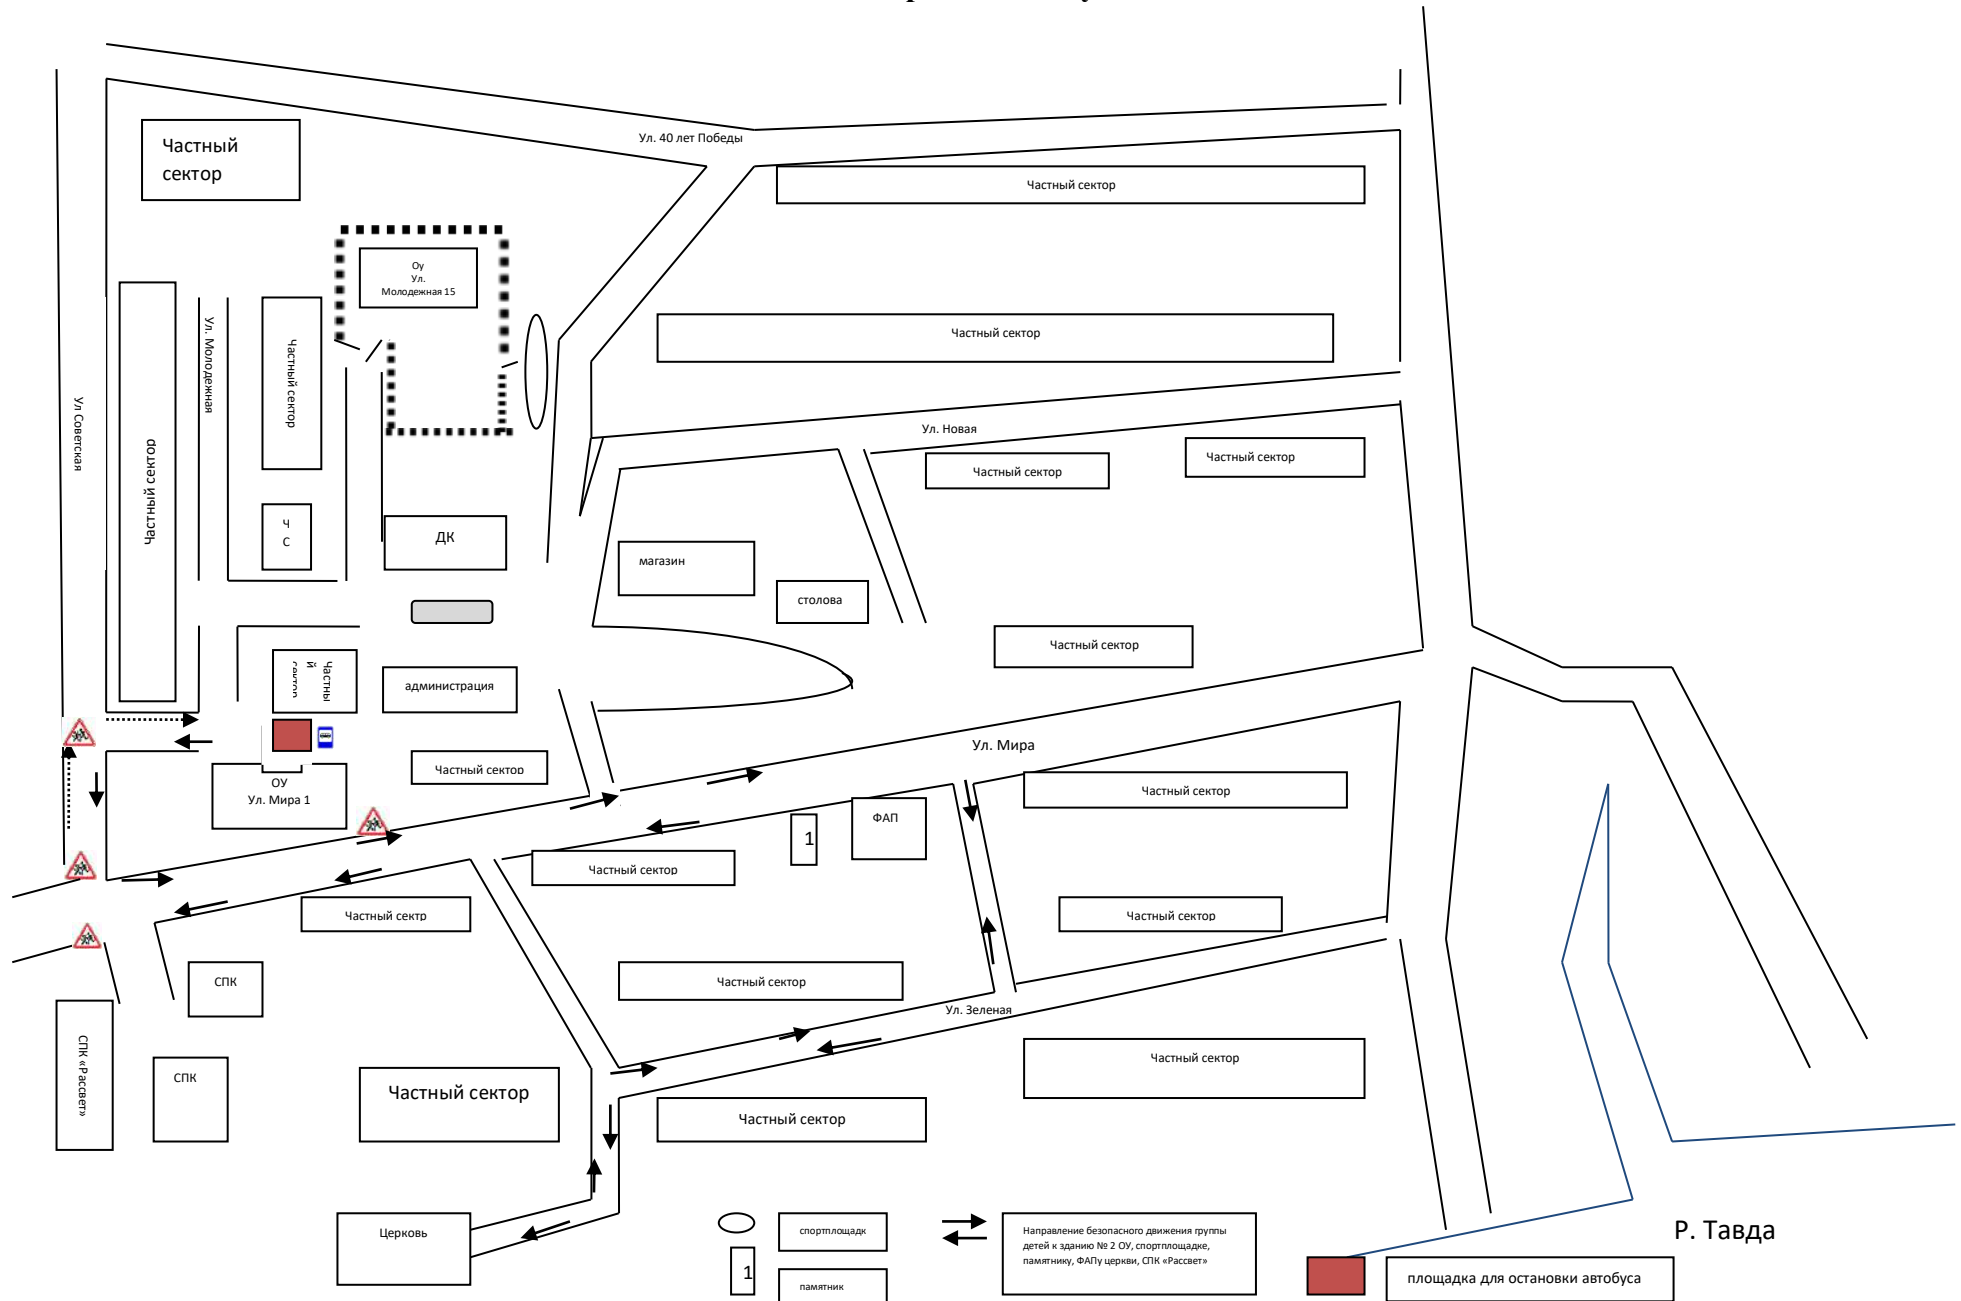 Ул. 40 лет Победы
Частный
сектор
Частный сектор
Оу
Ул.
Молодежная 15
Частный сектор
Ул. Молодежная
Частный сектор
Ул Советская
Частный сектор
Ул. Новая
Частный сектор
Частный сектор
Ч
С
ДК
магазин
столова
Частный сектор
Частны
й
сектор
администрация
Ул. Мира
Частный сектор
ОУ
Ул. Мира 1
Частный сектор
ФАП
1
Частный сектор
Частный сектр
Частный сектор
СПК
Частный сектор
Ул. Зеленая
СПК «Рассвет»
СПК
Частный сектор
Частный сектор
Частный сектор
Церковь
спортплощадк
1
памятник
Направление безопасного движения группы
детей к зданию № 2 ОУ, спортплощадке,
памятнику, ФАПу церкви, СПК «Рассвет»
Р. Тавда
площадка для остановки автобуса